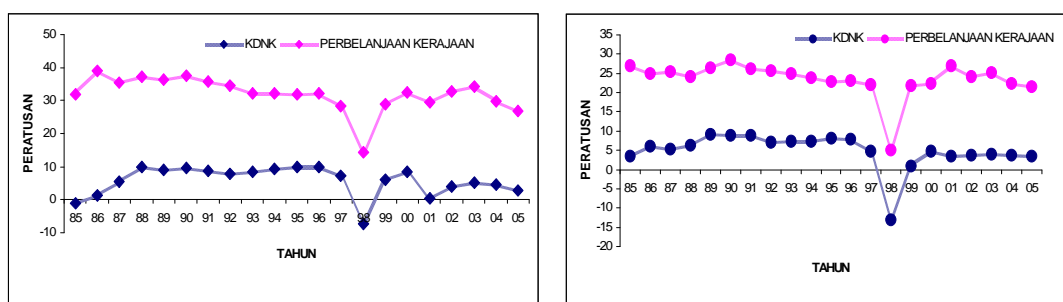 KDNK PERBELANJAAN KERAJAAN
50
40
30
20
10
0
-10
PERATUSAN
85 86 87 88 89 90 91 92 93 94 95 96 97 98 99 00 01 02 03 04 05
TAHUN
KDNK PERBELANJAAN KERAJAAN
35
30
25
20
15
10
5
0
-5
-10
-15
-20
PERATUSAN
85 86 87 88 89 90 91 92 93 94 95 96 97 98 99 00 01 02 03 04 05
TAHUN